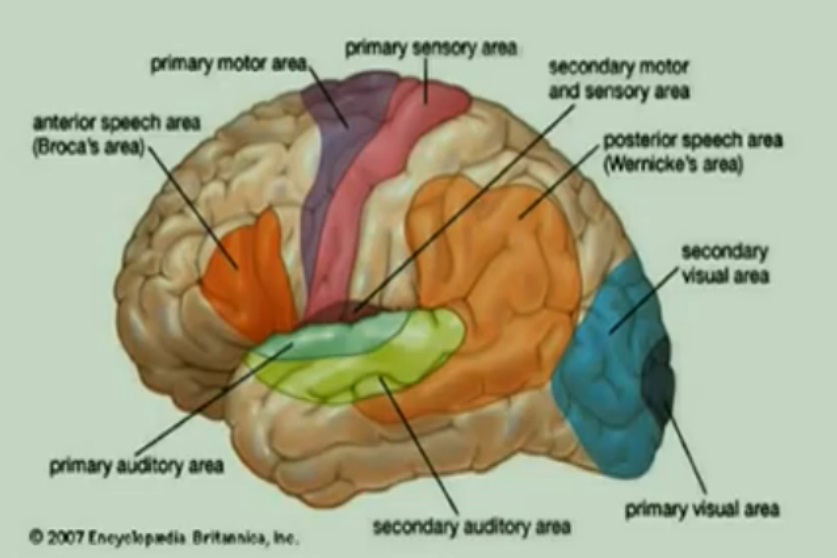 primary motor area
primary sensory area
secondary motor
and sensory area
anterior speech area
(Broca's area)
posterior speech area
(Wernicke's area)
secondary
visual area
primary auditory area
secondary auditory area
primary visual area
© 2007 Encyclopædia Britannica, Inc.